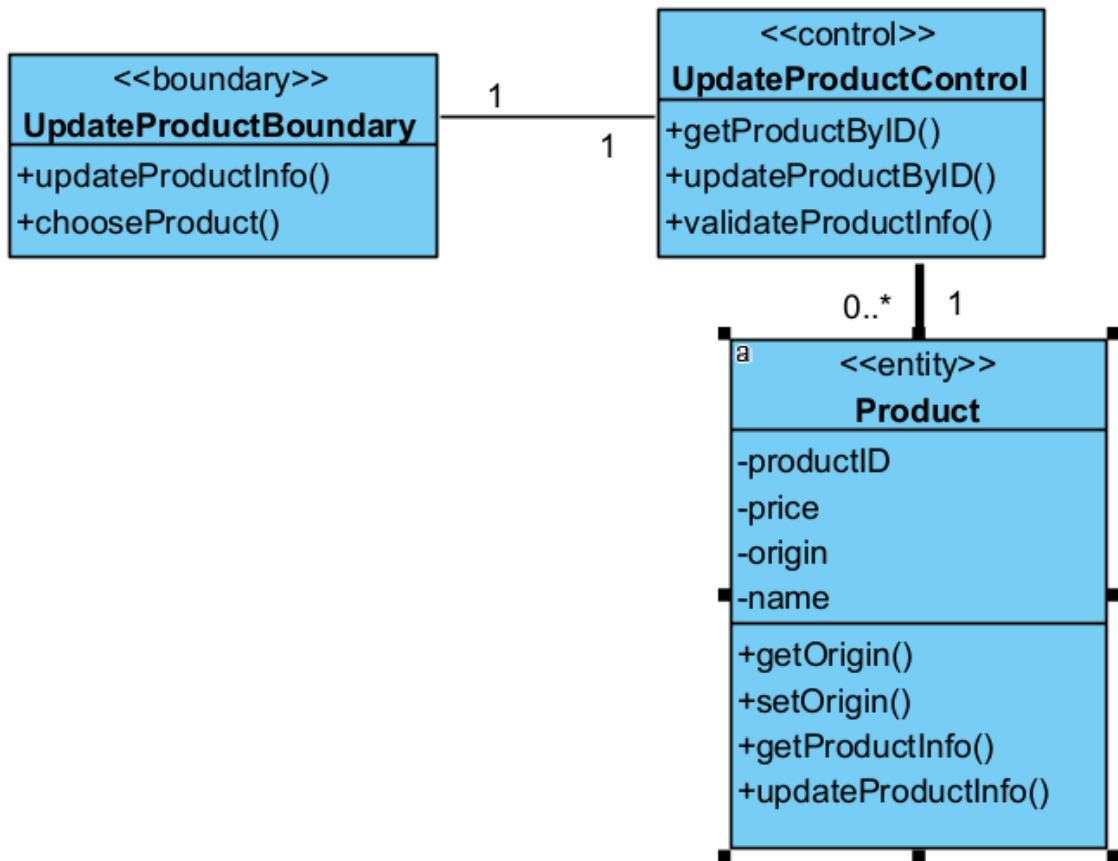 <<boundary>>
UpdateProductBoundary
+updateProductInfo()
+chooseProduct()
1
1
<<control>>
UpdateProductControl
+getProductByID()
+updateProductByID()
+validateProductInfo()
0..*
1
a
<<entity>>
Product
-productID
-price
-origin
-name
+getOrigin()
+setOrigin()
+getProductInfo()
+updateProductInfo()